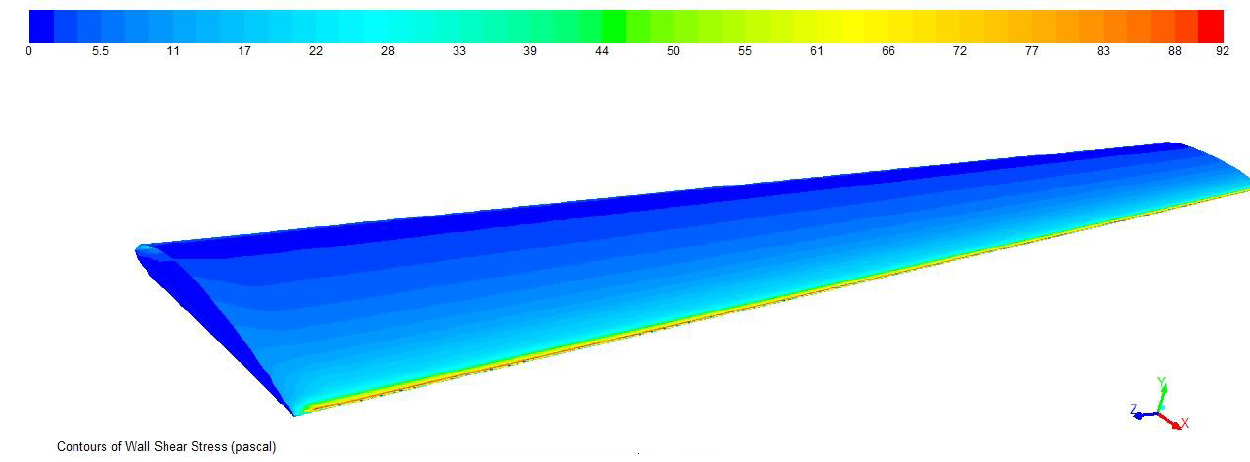 0 5.5 11 17 22 28 33 39 44 50 55 61 66 72 77 83 88 92
Y
Z
X
Contours of Wall Shear Stress (pascal)